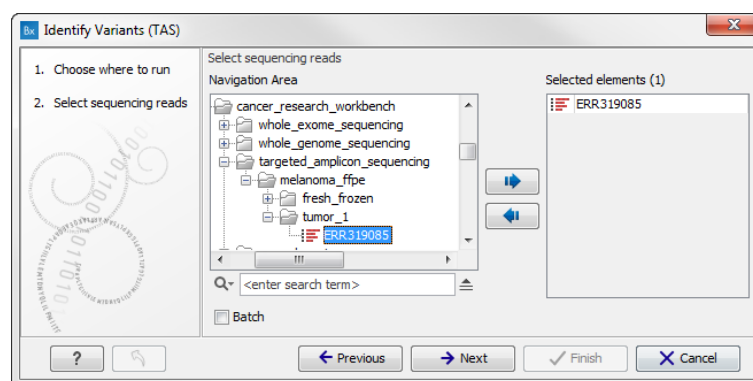 Bx Identify Variants (TAS)
1. Choose where to run
2. Select sequencing reads
Select sequencing reads
Navigation Area
cancer_research_workbench
whole_exome_sequencing
whole_genome_sequencing
targeted_amplicon_sequencing
melanoma_ffpe
fresh_frozen
tumor_1
ERR319085
<enter search term>
Batch
Selected elements (1)
ERR319085
?
Previous
Next
Finish
Cancel